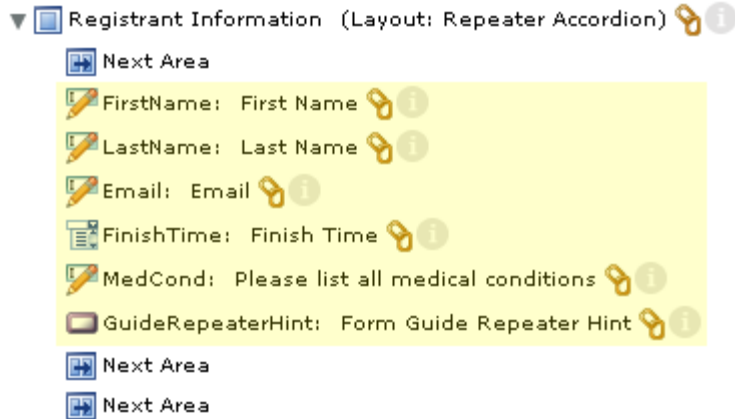 Registrant Information (Layout: Repeater Accordion)
Next Area
FirstName: First Name
LastName: Last Name
Email: Email
FinishTime: Finish Time
MedCond: Please list all medical conditions
GuideRepeaterHint: Form Guide Repeater Hint
Next Area
Next Area